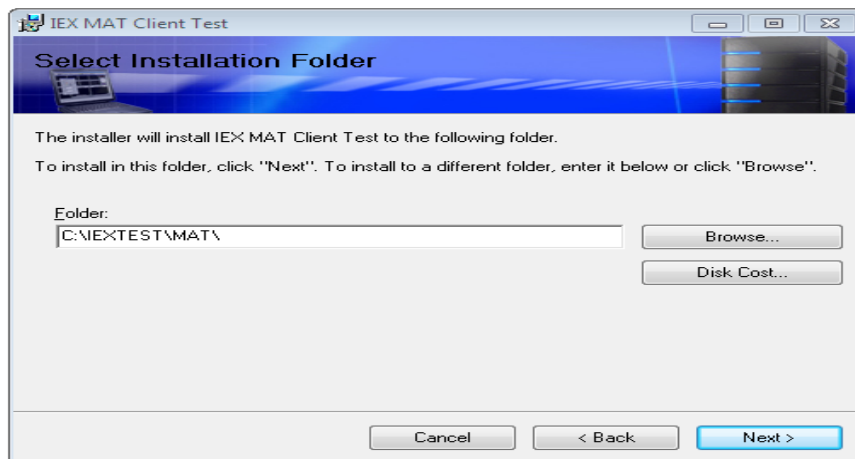 IEX MAT Client Test
Select Installation Folder
The installer will install IEX MAT Client Test to the following folder.
To install in this folder, click "Next". To install to a different folder, enter it below or click "Browse".
Folder:
C:\IEXTEST\MAT\
Browse...
Disk Cost...
Cancel
< Back
Next >